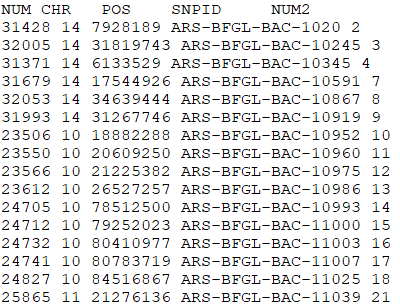 NUM CHR POS SNPID NUM2
31428 14 7928189 ARS-BFGL-BAC-1020 2
32005 14 31819743 ARS-BFGL-BAC-10245 3
31371 14 6133529 ARS-BFGL-BAC-10345 4
31679 14 17544926 ARS-BFGL-BAC-10591 7
32053 14 34639444 ARS-BFGL-BAC-10867 8
31993 14 31267746 ARS-BFGL-BAC-10919 9
23506 10 18882288 ARS-BFGL-BAC-10952 10
23550 10 20609250 ARS-BFGL-BAC-10960 11
23566 10 21225382 ARS-BFGL-BAC-10975 12
23612 10 26527257 ARS-BFGL-BAC-10986 13
24705 10 78512500 ARS-BFGL-BAC-10993 14
24712 10 79252023 ARS-BFGL-BAC-11000 15
24732 10 80410977 ARS-BFGL-BAC-11003 16
24741 10 80783719 ARS-BFGL-BAC-11007 17
24827 10 84516867 ARS-BFGL-BAC-11025 18
25865 11 21276136 ARS-BFGL-BAC-11039 21